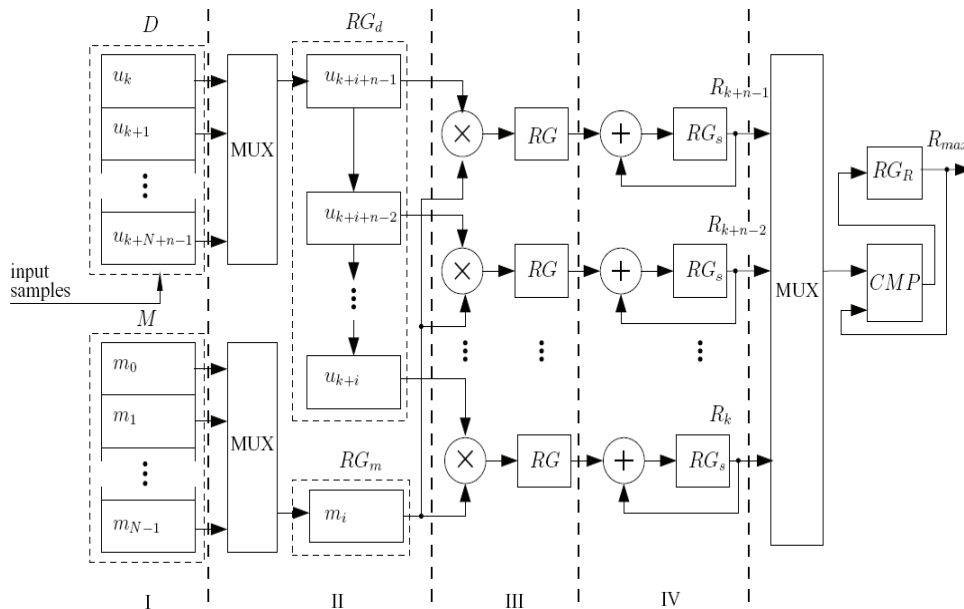 D
u_k
u_{k+1}
u_{k+N+n-1}
MUX
input
samples
M
m_0
m_1
m_{N-1}
MUX
RG_d
u_{k+i+n-1}
u_{k+i+n-2}
u_{k+i}
RG_m
m_i
×
RG
+
RG_s
R_{k+n-1}
×
RG
+
RG_s
R_{k+n-2}
×
RG
+
RG_s
R_k
MUX
RG_R
R_{max}
CMP
I
II
III
IV